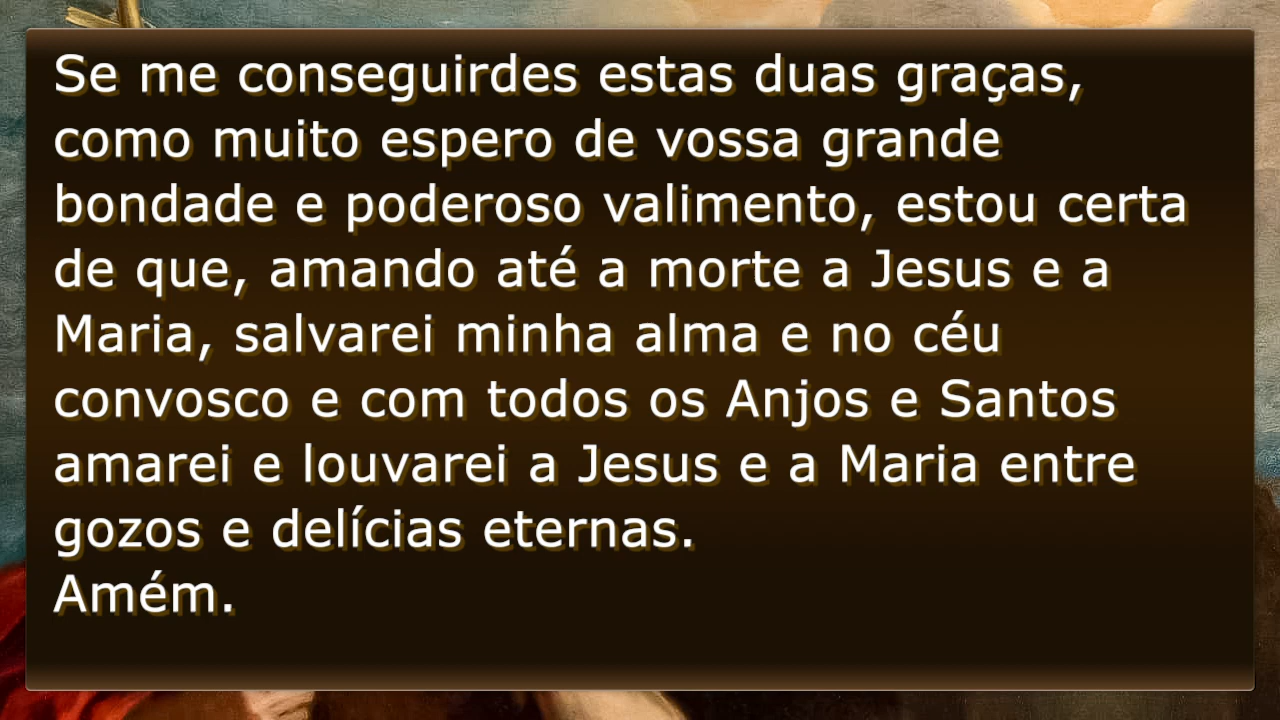 Se me conseguirdes estas duas graças,
como muito espero de vossa grande
bondade e poderoso valimento, estou certa
de que, amando até a morte a Jesus e a
Maria, salvarei minha alma e no céu
convosco e com todos os Anjos e Santos
amarei e louvarei a Jesus e a Maria entre
gozos e delícias eternas.
Amém.